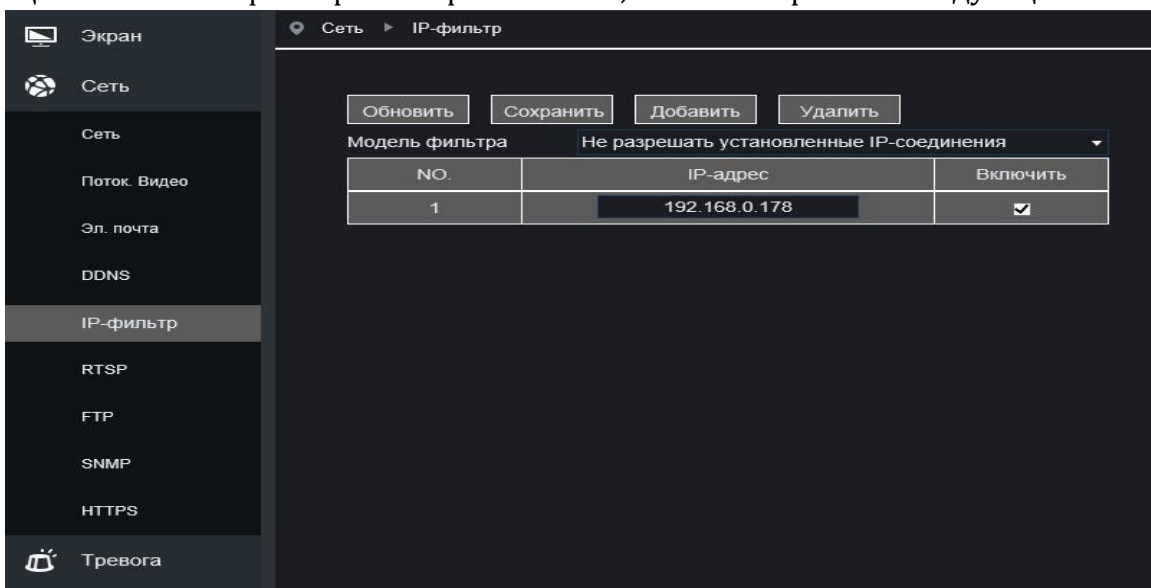 Экран
Сеть ▶ IP-фильтр
Сеть
Обновить Сохранить Добавить Удалить
Сеть
Модель фильтра Не разрешать установленные IP-соединения
NO. IP-адрес Включить
Поток. Видео
1 192.168.0.178
Эл. почта
DDNS
IP-фильтр
RTSP
FTP
SNMP
HTTPS
Тревога